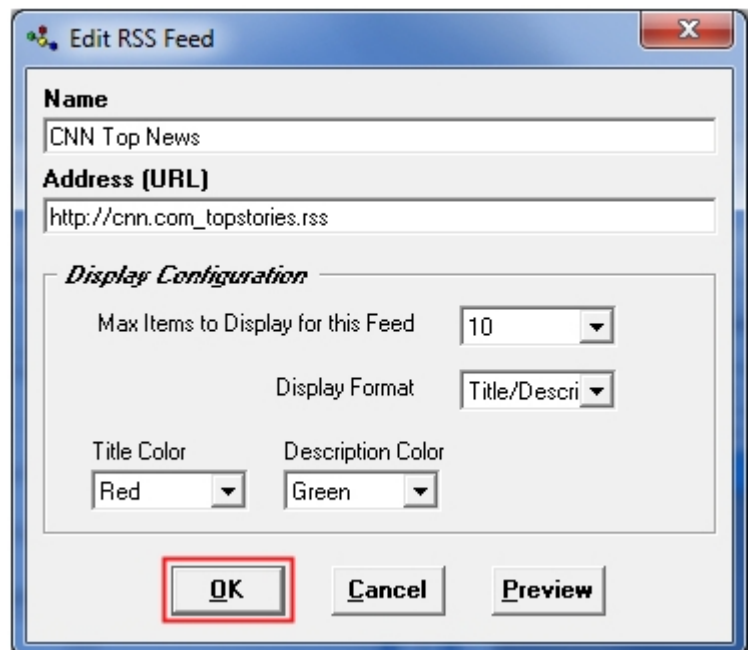 Edit RSS Feed
Name
CNN Top News
Address (URL)
http://cnn.com_topstories.rss
Display Configuration
Max Items to Display for this Feed 10
Display Format Title/Descri
Title Color Description Color
Red Green
OK Cancel Preview